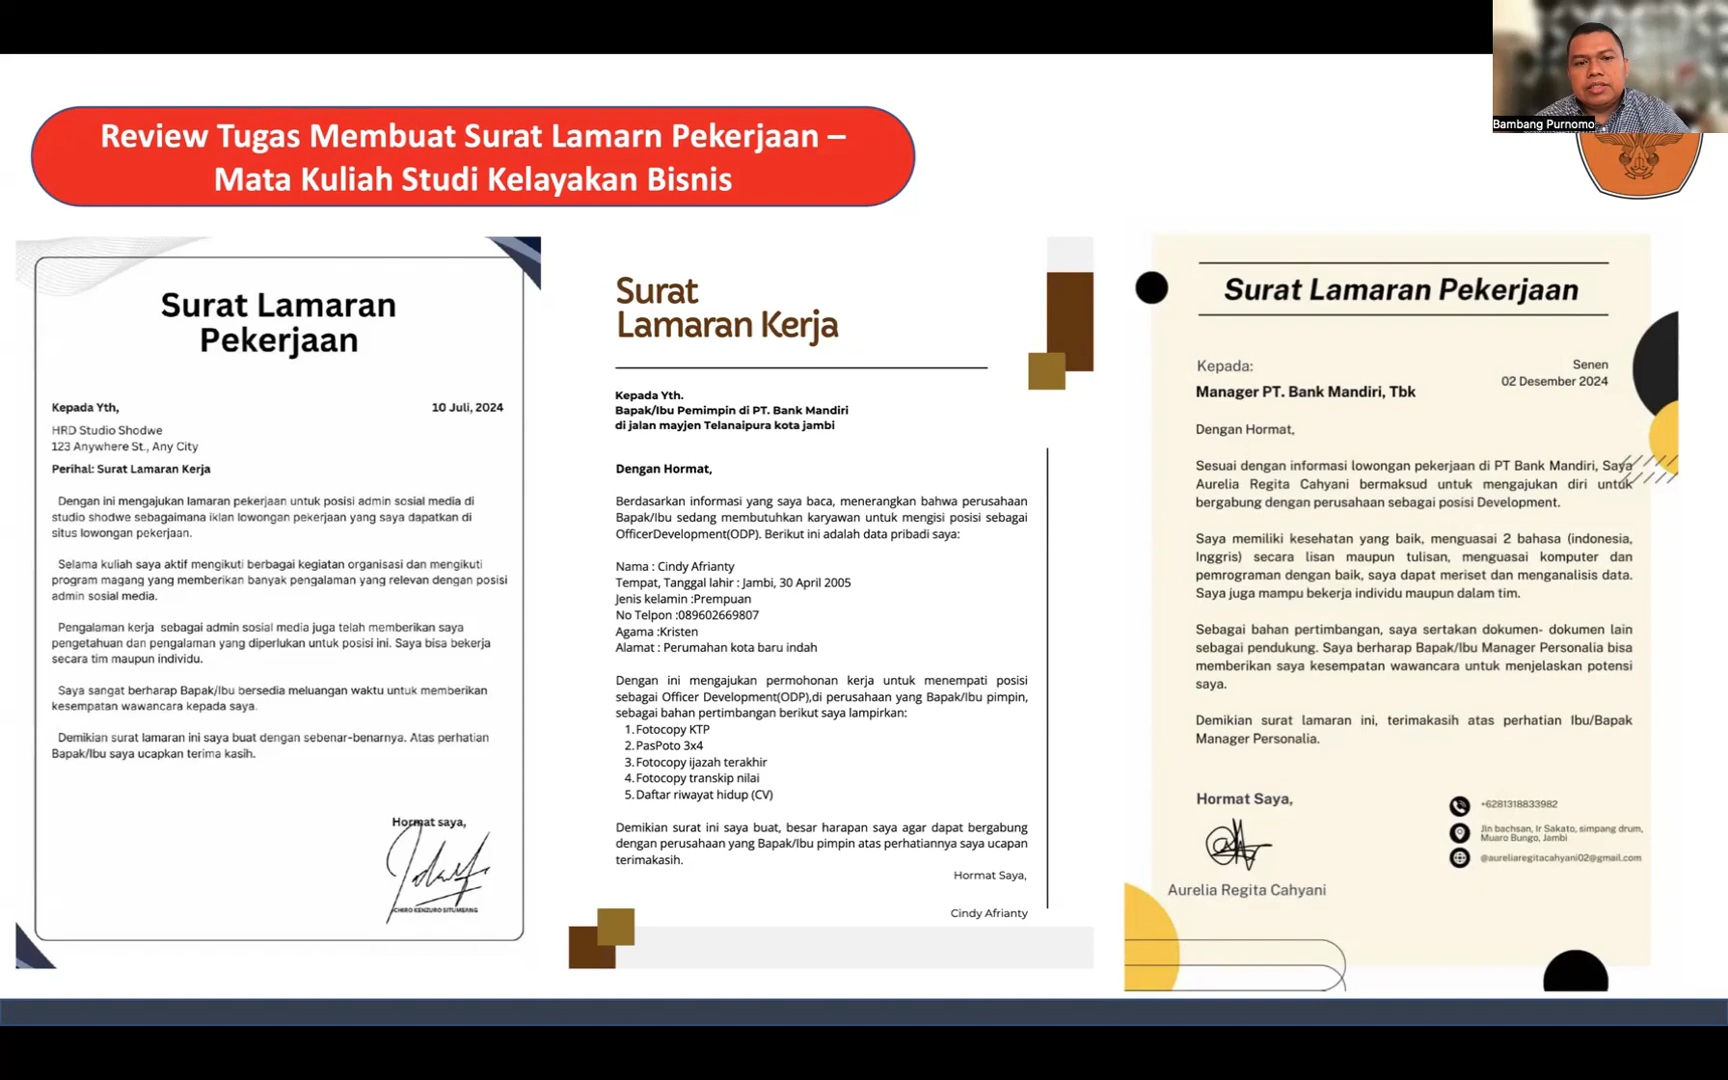 Bambang Purnomo
Review Tugas Membuat Surat Lamarn Pekerjaan –
Mata Kuliah Studi Kelayakan Bisnis
Surat Lamaran
Pekerjaan
Kepada Yth,
10 Juli, 2024
HRD Studio Shodwe
123 Anywhere St., Any City
Perihal: Surat Lamaran Kerja
Dengan ini mengajukan lamaran pekerjaan untuk posisi admin sosial media di
studio shodwe sebagaimana iklan lowongan pekerjaan yang saya dapatkan di
situs lowongan pekerjaan.
Selama kuliah saya aktif mengikuti berbagai kegiatan organisasi dan mengikuti
program magang yang memberikan banyak pengalaman yang relevan dengan posisi
admin sosial media.
Pengalaman kerja sebagai admin sosial media juga telah memberikan saya
pengetahuan dan pengalaman yang diperlukan untuk posisi ini. Saya bisa bekerja
secara tim maupun individu.
Saya sangat berharap Bapak/Ibu bersedia meluangan waktu untuk memberikan
kesempatan wawancara kepada saya.
Demikian surat lamaran ini saya buat dengan sebenar-benarnya. Atas perhatian
Bapak/Ibu saya ucapkan terima kasih.
Hormat saya,
ICHIRO KENZURO SITUMEANG
Surat
Lamaran Kerja
Kepada Yth.
Bapak/Ibu Pemimpin di PT. Bank Mandiri
di jalan mayjen Telanaipura kota jambi
Dengan Hormat,
Berdasarkan informasi yang saya baca, menerangkan bahwa perusahaan
Bapak/Ibu sedang membutuhkan karyawan untuk mengisi posisi sebagai
OfficerDevelopment(ODP). Berikut ini adalah data pribadi saya:
Nama : Cindy Afrianty
Tempat, Tanggal lahir : Jambi, 30 April 2005
Jenis kelamin :Prempuan
No Telpon :089602669807
Agama :Kristen
Alamat : Perumahan kota baru indah
Dengan ini mengajukan permohonan kerja untuk menempati posisi
sebagai Officer Development(ODP),di perusahaan yang Bapak/Ibu pimpin,
sebagai bahan pertimbangan berikut saya lampirkan:
1. Fotocopy KTP
2. PasPoto 3x4
3. Fotocopy ijazah terakhir
4. Fotocopy transkip nilai
5. Daftar riwayat hidup (CV)
Demikian surat ini saya buat, besar harapan saya agar dapat bergabung
dengan perusahaan yang Bapak/Ibu pimpin atas perhatiannya saya ucapan
terimakasih.
Hormat Saya,
Cindy Afrianty
Surat Lamaran Pekerjaan
Kepada:
Senen
02 Desember 2024
Manager PT. Bank Mandiri, Tbk
Dengan Hormat,
Sesuai dengan informasi lowongan pekerjaan di PT Bank Mandiri, Saya
Aurelia Regita Cahyani bermaksud untuk mengajukan diri untuk
bergabung dengan perusahaan sebagai posisi Development.
Saya memiliki kesehatan yang baik, menguasai 2 bahasa (indonesia,
Inggris) secara lisan maupun tulisan, menguasai komputer dan
pemrograman dengan baik, saya dapat meriset dan menganalisis data.
Saya juga mampu bekerja individu maupun dalam tim.
Sebagai bahan pertimbangan, saya sertakan dokumen- dokumen lain
sebagai pendukung. Saya berharap Bapak/Ibu Manager Personalia bisa
memberikan saya kesempatan wawancara untuk menjelaskan potensi
saya.
Demikian surat lamaran ini, terimakasih atas perhatian Ibu/Bapak
Manager Personalia.
Hormat Saya,
Aurelia Regita Cahyani
+6281318833982
Jln bachsan, Ir Sakato, simpang drum,
Muaro Bungo, Jambi
@aureliaregitacahyani02@gmail.com